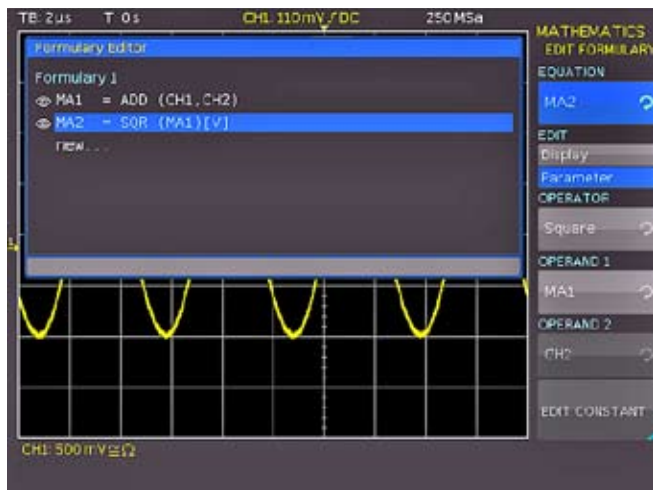 TB: 2µs T 0s CH1: 110mV / DC 250MSa
MATHEMATICS
EDIT FORMULARY
Formulary Editor
Formulary 1
MA1 = ADD (CH1,CH2)
MA2 = SQR (MA1)[V]
new...
EQUATION
MA2
EDIT
Display
Parameter
OPERATOR
Square
OPERAND 1
MA1
OPERAND 2
CH2
EDIT CONSTANT
CH1: 500 mV≅Ω